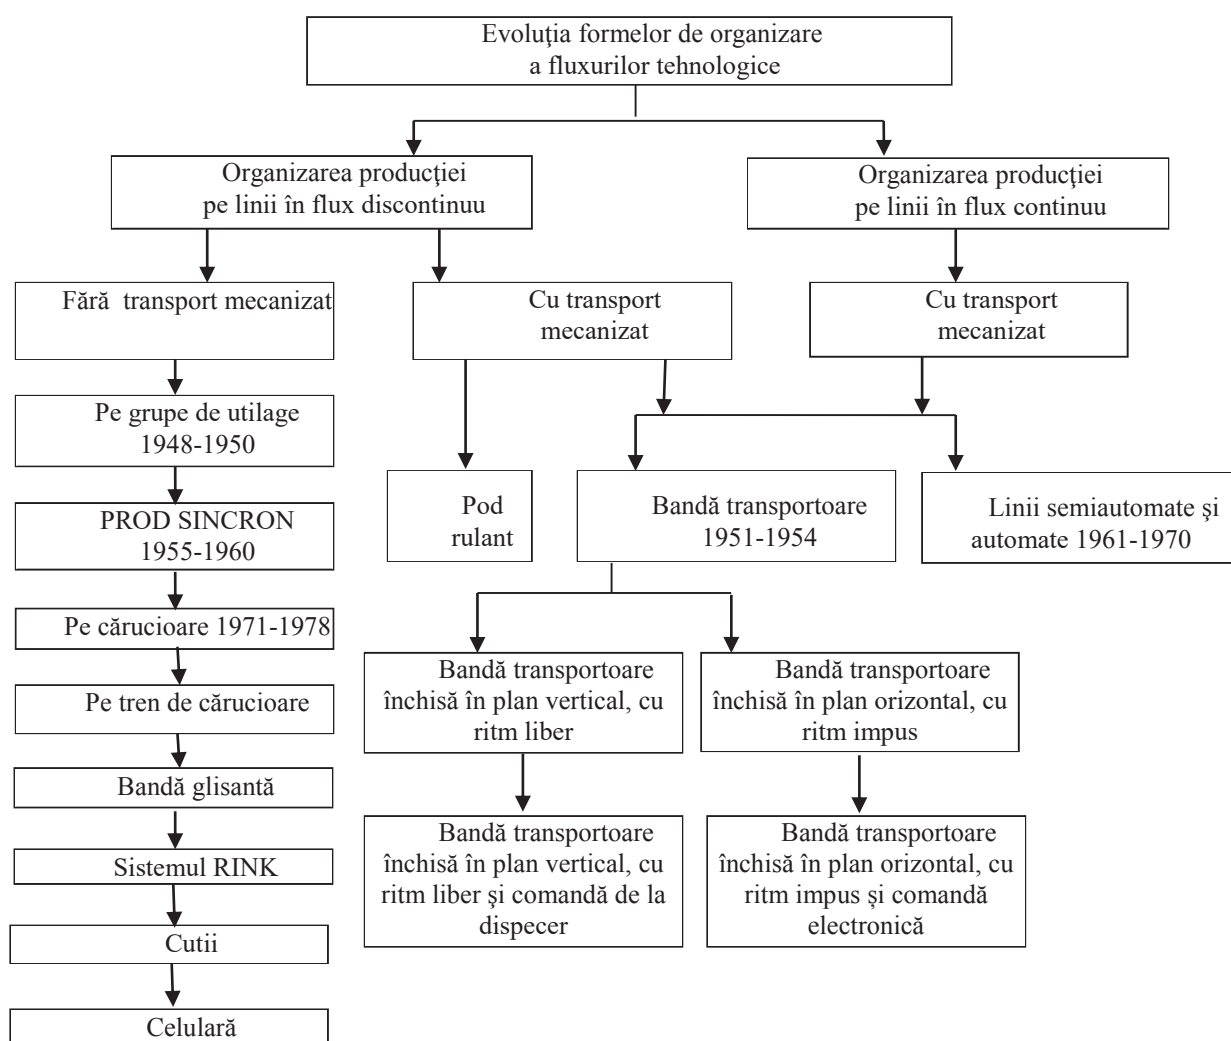 Evoluţia formelor de organizare
a fluxurilor tehnologice
Organizarea producţiei
pe linii în flux discontinuu
Organizarea producţiei
pe linii în flux continuu
Fără transport mecanizat
Cu transport
mecanizat
Cu transport
mecanizat
Pe grupe de utilage
1948-1950
PROD SINCRON
1955-1960
Pe cărucioare 1971-1978
Pe tren de cărucioare
Bandă glisantă
Sistemul RINK
Cutii
Celulară
Pod
rulant
Bandă transportoare
1951-1954
Linii semiautomate şi
automate 1961-1970
Bandă transportoare
închisă în plan vertical, cu
ritm liber
Bandă transportoare
închisă în plan orizontal, cu
ritm impus
Bandă transportoare
închisă în plan vertical, cu
ritm liber şi comandă de la
dispecer
Bandă transportoare
închisă în plan orizontal, cu
ritm impus și comandă
electronică